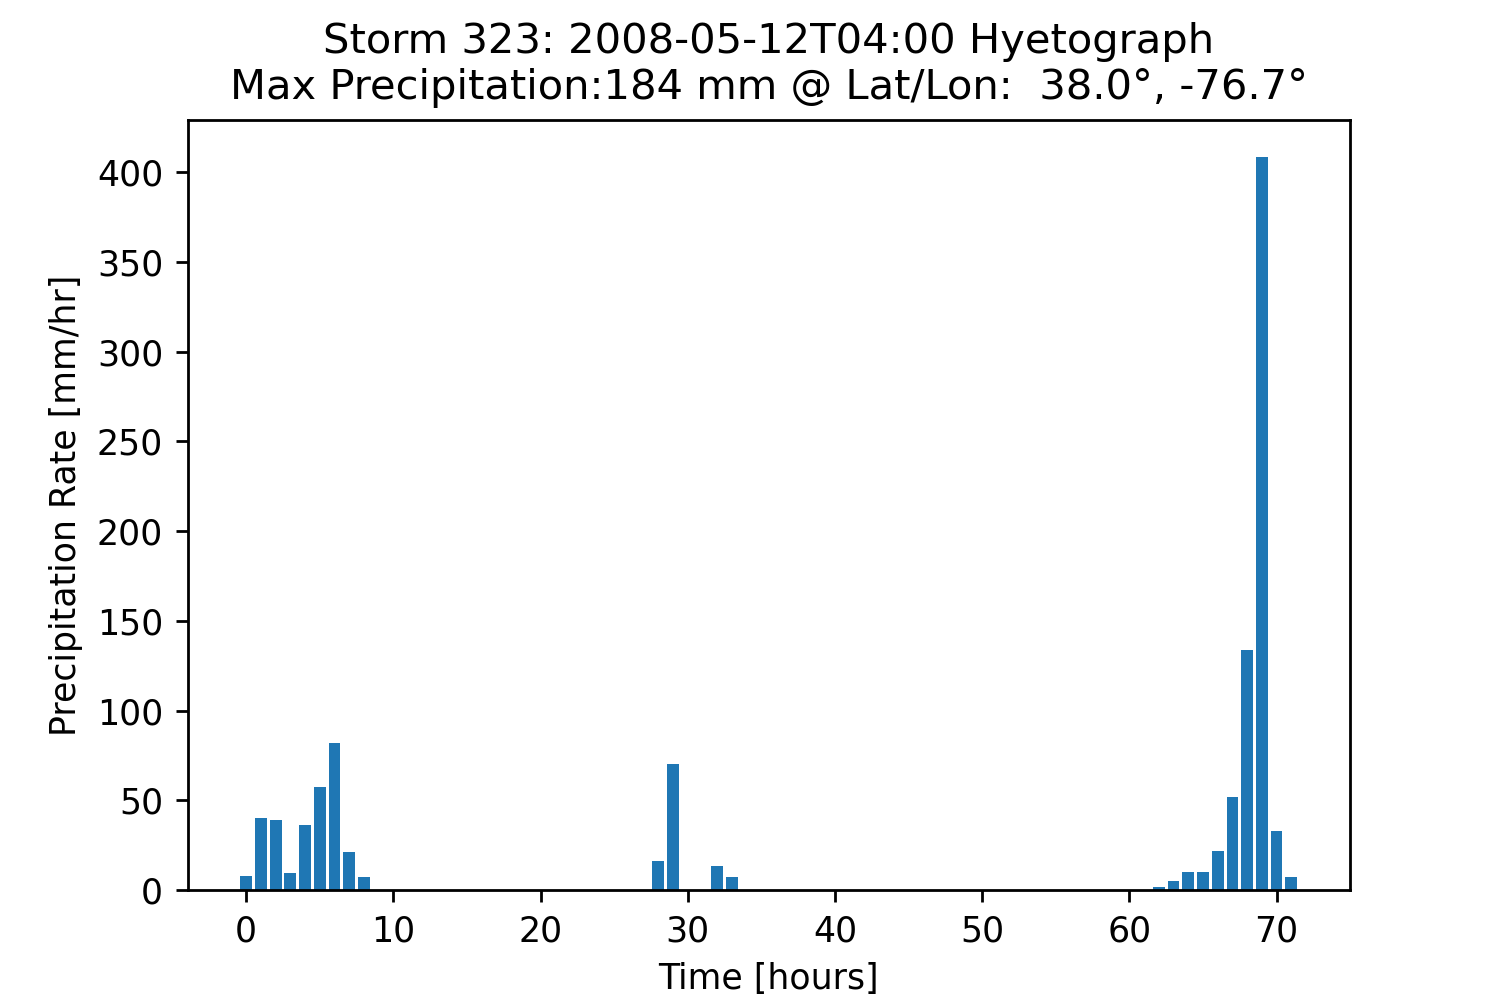 Storm 323: 2008-05-12T04:00 Hyetograph
Max Precipitation:184 mm @ Lat/Lon:  38.0°, -76.7°
400
350
300
250
200
150
100
50
0
Precipitation Rate [mm/hr]
0 10 20 30 40 50 60 70
Time [hours]